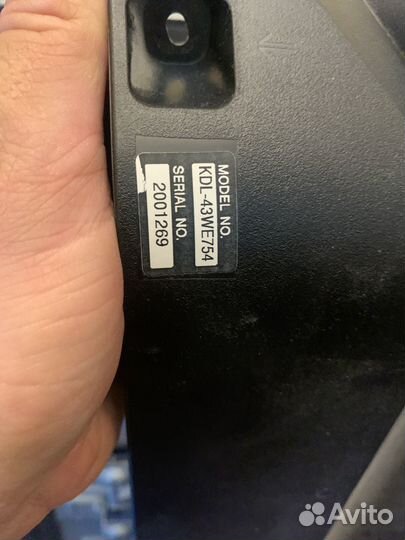 MODEL NO.
KDL-43WE754
SERIAL NO.
2001269
Avito